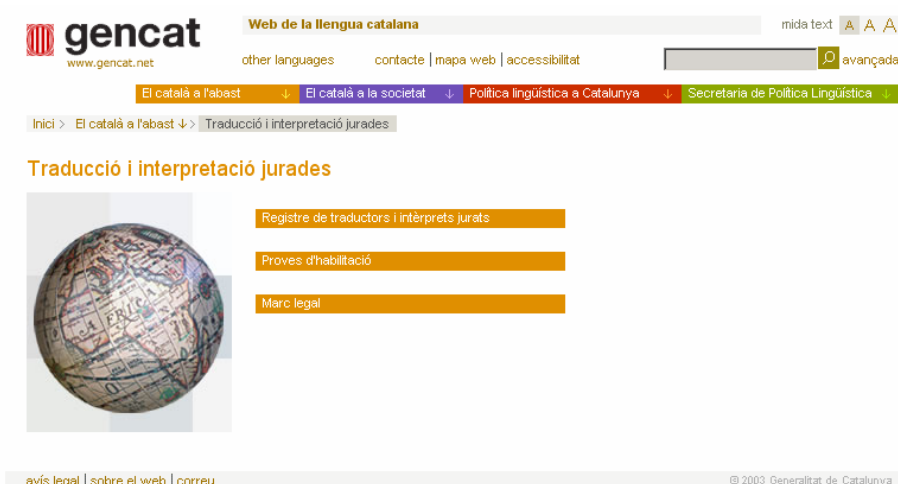 gencat
www.gencat.net
Web de la llengua catalana
mida text A A A
other languages contacte | mapa web | accessibilitat avançada
El català a l'abast ↓ El català a la societat ↓ Política lingüística a Catalunya ↓ Secretaria de Política Lingüística ↓
Inici > El català a l'abast ↓ > Traducció i interpretació jurades
Traducció i interpretació jurades
Registre de traductors i intèrprets jurats
Proves d'habilitació
Marc legal
AFRICA
avís legal | sobre el web | correu
© 2003 Generalitat de Catalunya